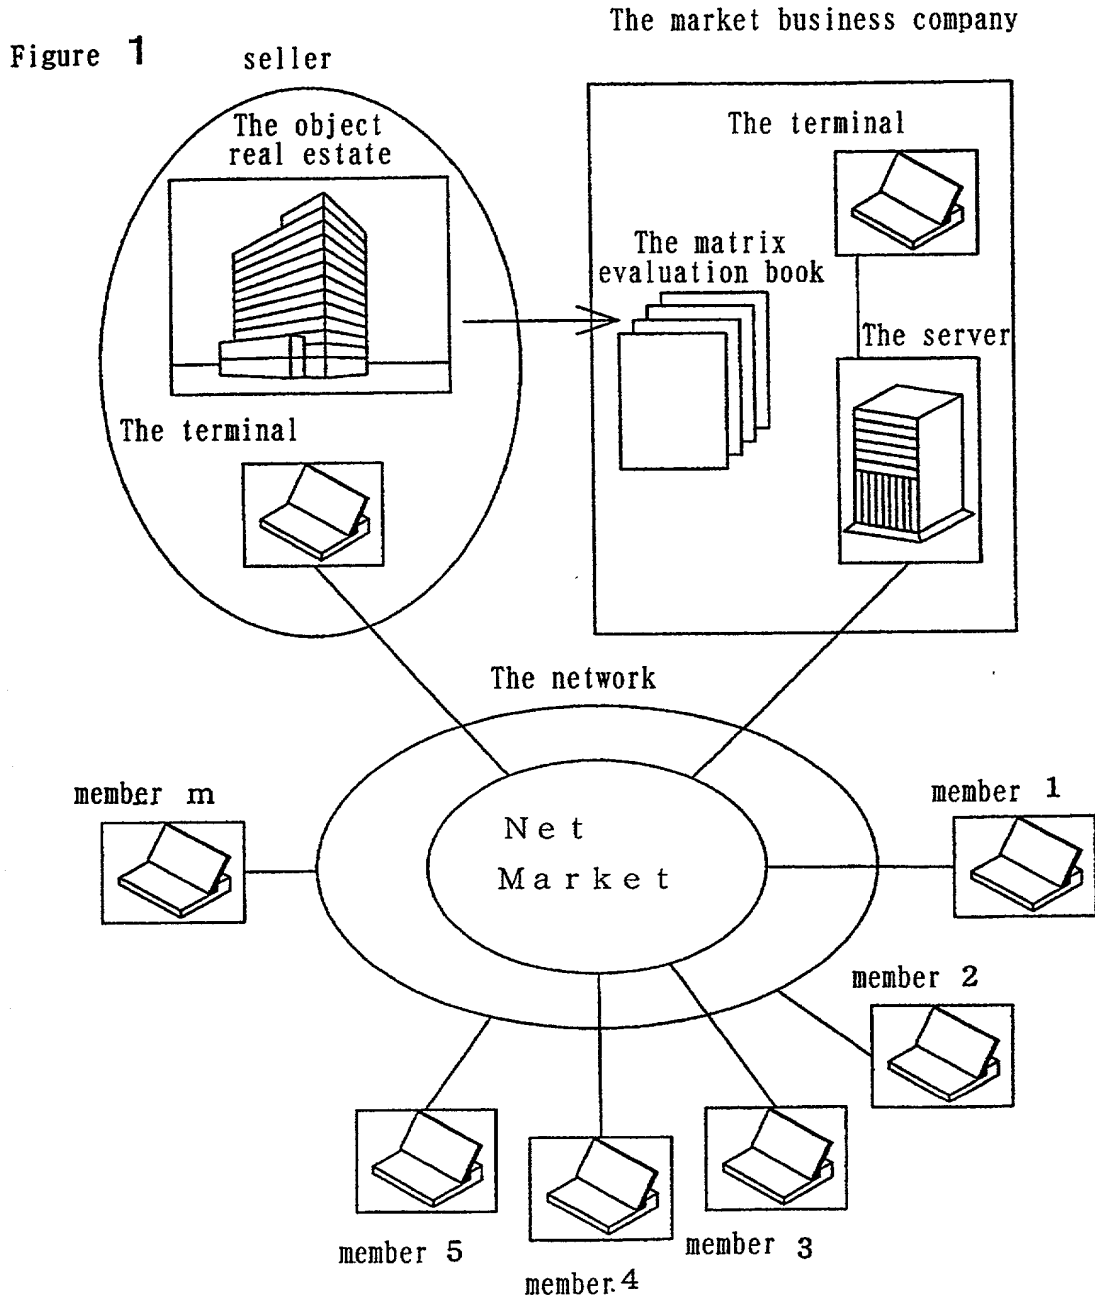 The market business company
Figure 1
seller
The object
real estate
The terminal
The matrix
evaluation book
The server
The terminal
The network
member m
member 1
Net
Market
member 2
member 5
member 3
member.4